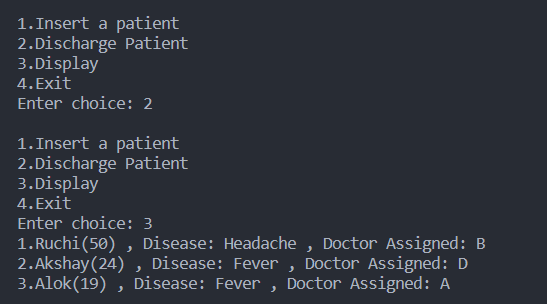 1.Insert a patient
2.Discharge Patient
3.Display
4.Exit
Enter choice: 2
1.Insert a patient
2.Discharge Patient
3.Display
4.Exit
Enter choice: 3
1.Ruchi(50) , Disease: Headache , Doctor Assigned: B
2.Akshay(24) , Disease: Fever , Doctor Assigned: D
3.Alok(19) , Disease: Fever , Doctor Assigned: A